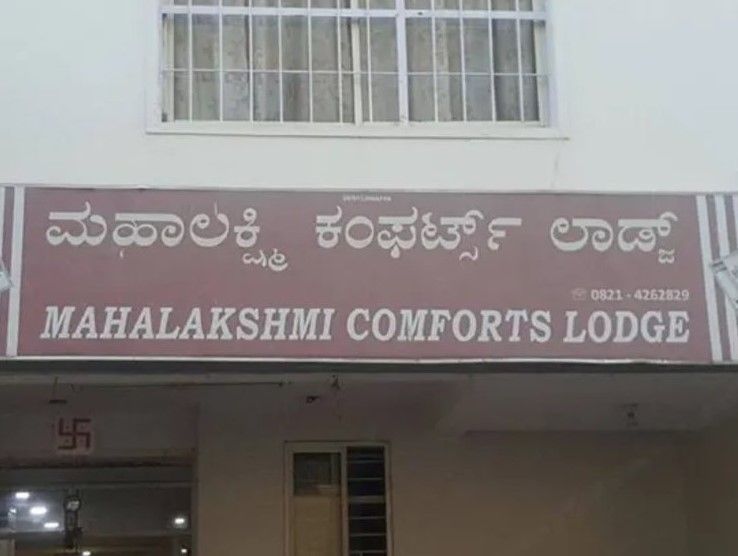 ಮಹಾಲಕ್ಷ್ಮಿ ಕಂಫರ್ಟ್ಸ್ ಲಾಡ್ಜ್
☏ 0821 - 4262829
MAHALAKSHMI COMFORTS LODGE